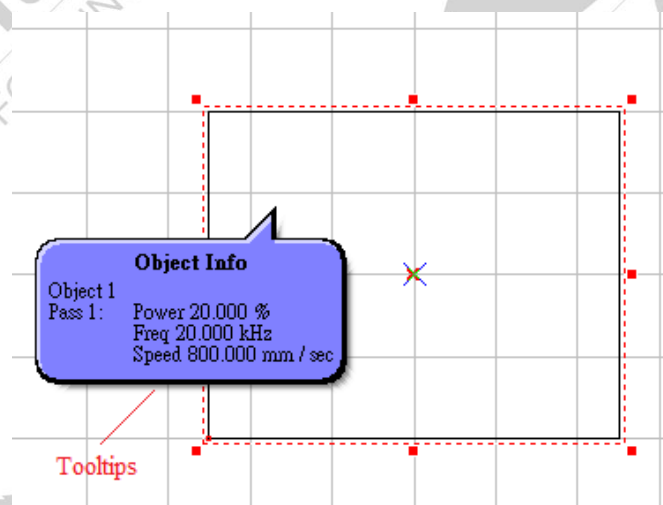 Object Info
Object 1
Pass 1: Power 20.000 %
Freq 20.000 kHz
Speed 800.000 mm / sec
Tooltips